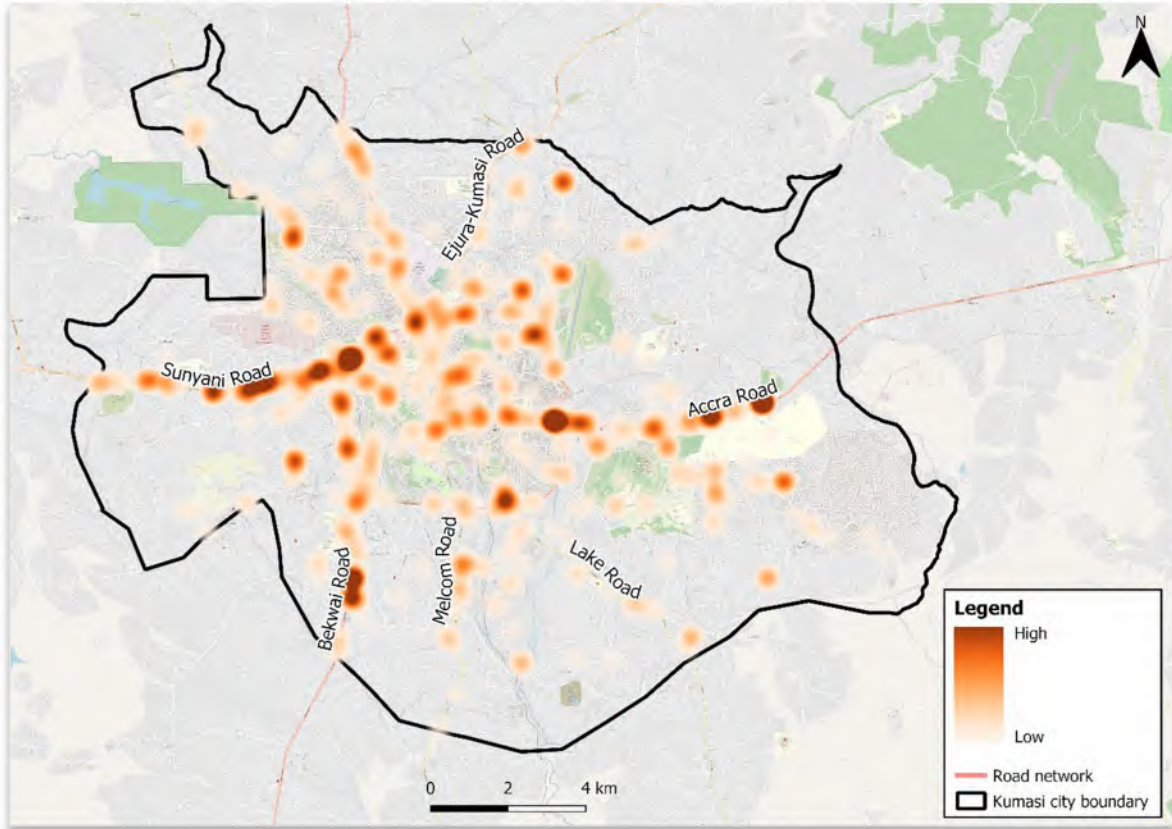 N
Ejura-Kumasi Road
Sunyani Road
Accra Road
Bekwai Road
Melcom Road
Lake Road
Legend
High
Low
Road network
Kumasi city boundary
0 2 4 km